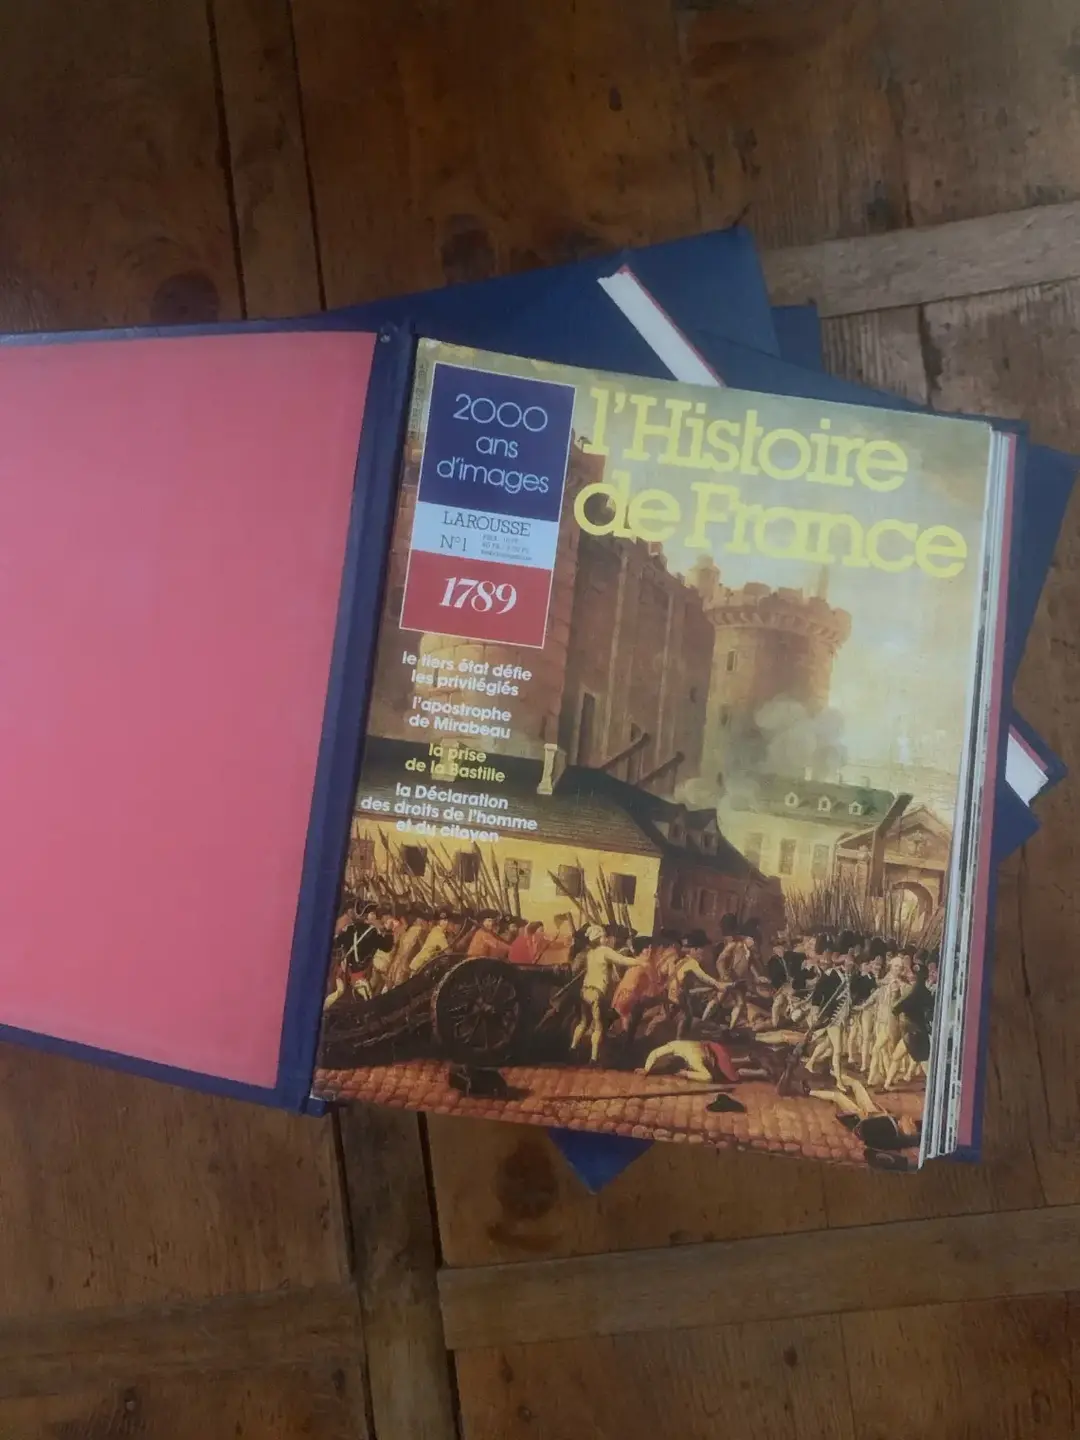 2000
ans
d'images
LAROUSSE
N°1
1789
l'Histoire
de France
le tiers état défie
les privilégiés
l'apostrophe
de Mirabeau
la prise
de la Bastille
la Déclaration
des droits de l'homme
et du citoyen